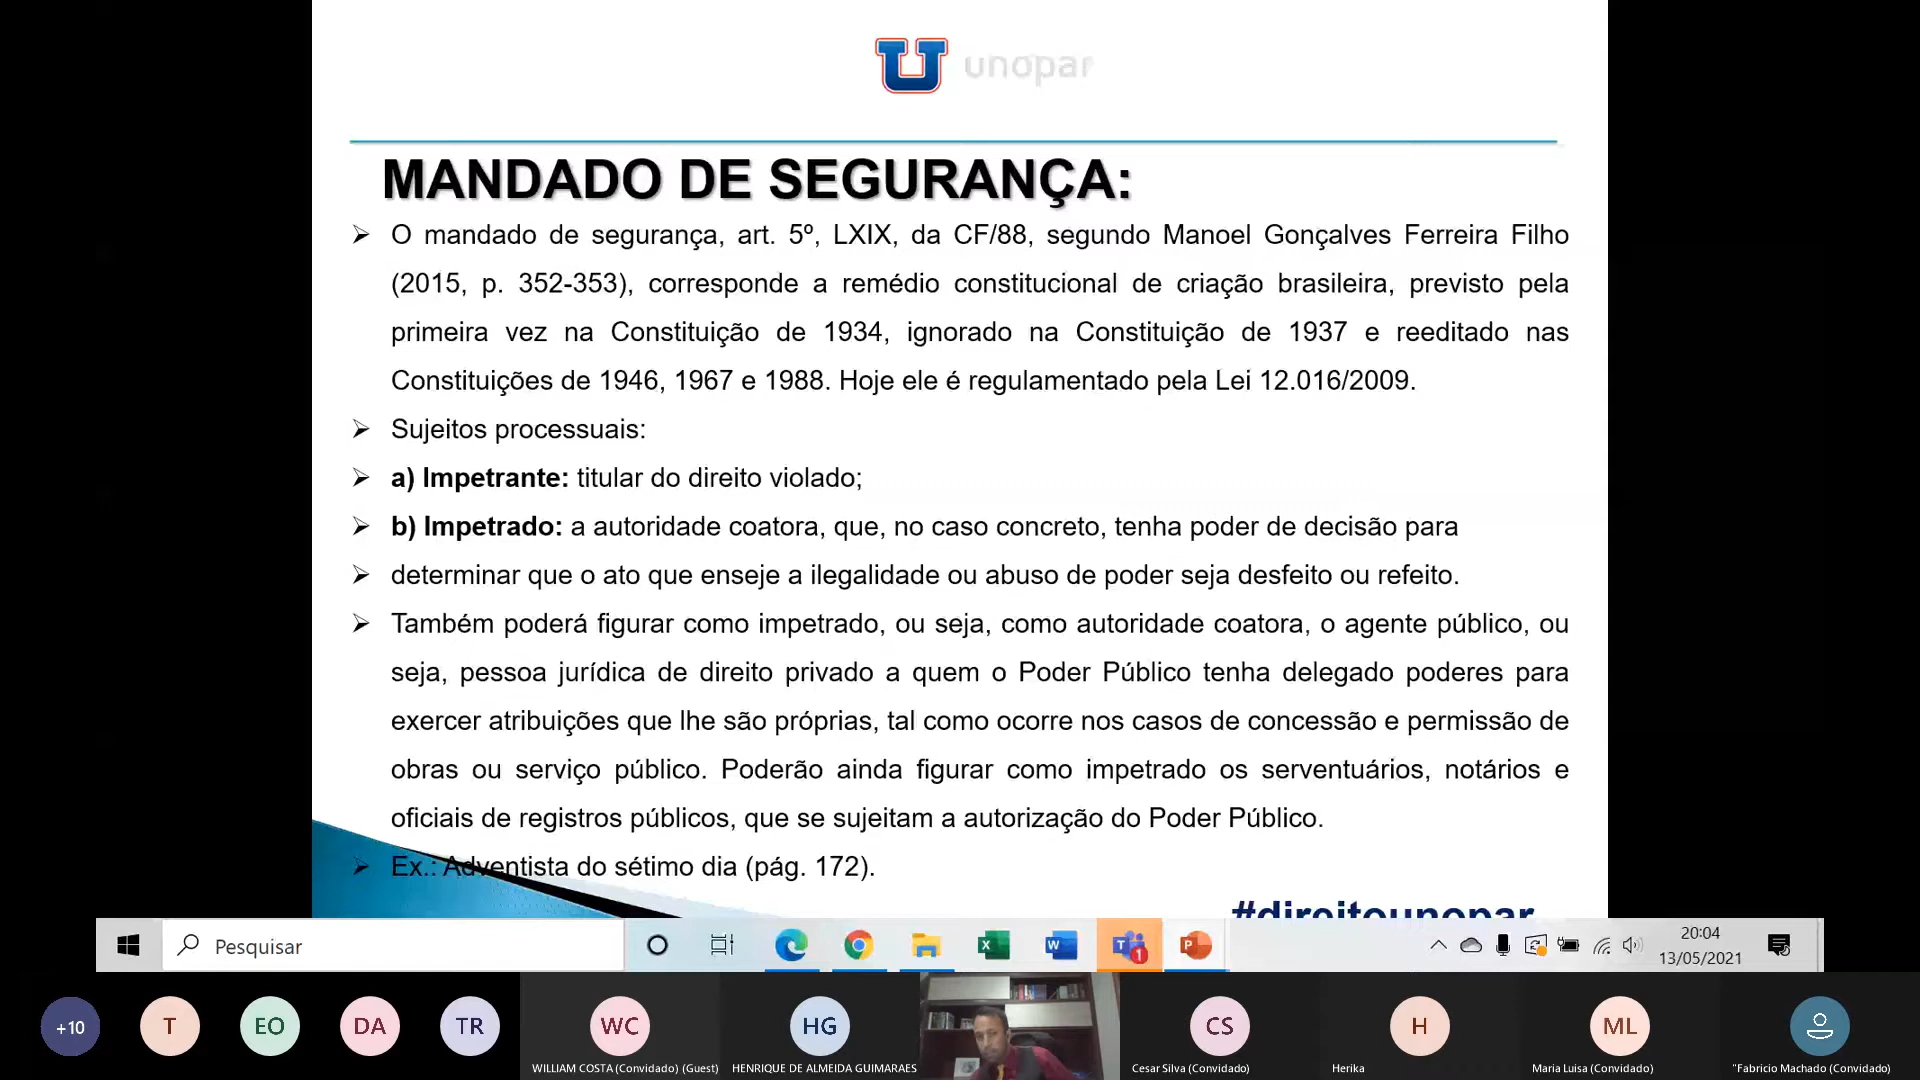 unopar
MANDADO DE SEGURANÇA:
O mandado de segurança, art. 5º, LXIX, da CF/88, segundo Manoel Gonçalves Ferreira Filho
(2015, p. 352-353), corresponde a remédio constitucional de criação brasileira, previsto pela
primeira vez na Constituição de 1934, ignorado na Constituição de 1937 e reeditado nas
Constituições de 1946, 1967 e 1988. Hoje ele é regulamentado pela Lei 12.016/2009.
Sujeitos processuais:
a) Impetrante: titular do direito violado;
b) Impetrado: a autoridade coatora, que, no caso concreto, tenha poder de decisão para
determinar que o ato que enseje a ilegalidade ou abuso de poder seja desfeito ou refeito.
Também poderá figurar como impetrado, ou seja, como autoridade coatora, o agente público, ou
seja, pessoa jurídica de direito privado a quem o Poder Público tenha delegado poderes para
exercer atribuições que lhe são próprias, tal como ocorre nos casos de concessão e permissão de
obras ou serviço público. Poderão ainda figurar como impetrado os serventuários, notários e
oficiais de registros públicos, que se sujeitam a autorização do Poder Público.
Ex.: Adventista do sétimo dia (pág. 172).
#direitounopar
Pesquisar
1
20:04
13/05/2021
+10
T
EO
DA
TR
WC
HG
CS
H
ML
WILLIAM COSTA (Convidado) (Guest)
HENRIQUE DE ALMEIDA GUIMARAES
Cesar Silva (Convidado)
Herika
Maria Luisa (Convidado)
"Fabricio Machado (Convidado)